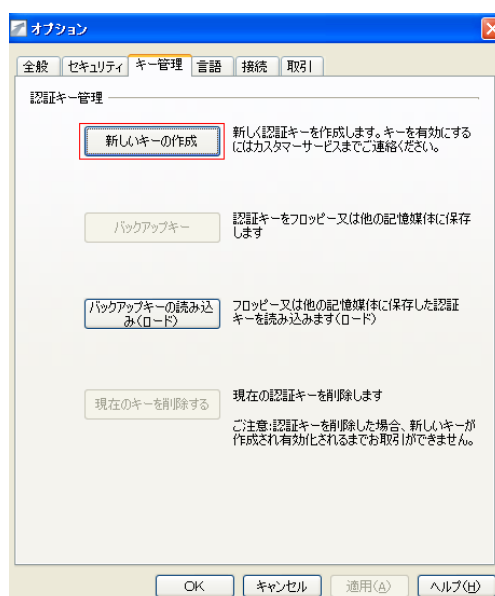 オプション
全般 セキュリティ キー管理 言語 接続 取引
認証キー管理
新しいキーの作成
新しく認証キーを作成します。キーを有効にする
にはカスタマーサービスまでご連絡ください。
バックアップキー
認証キーをフロッピー又は他の記憶媒体に保存
します
バックアップキーの読み込
み(ロード)
フロッピー又は他の記憶媒体に保存した認証
キーを読み込みます(ロード)
現在のキーを削除する
現在の認証キーを削除します
ご注意:認証キーを削除した場合、新しいキーが
作成され有効化されるまでお取引ができません。
OK キャンセル 適用(A) ヘルプ(H)